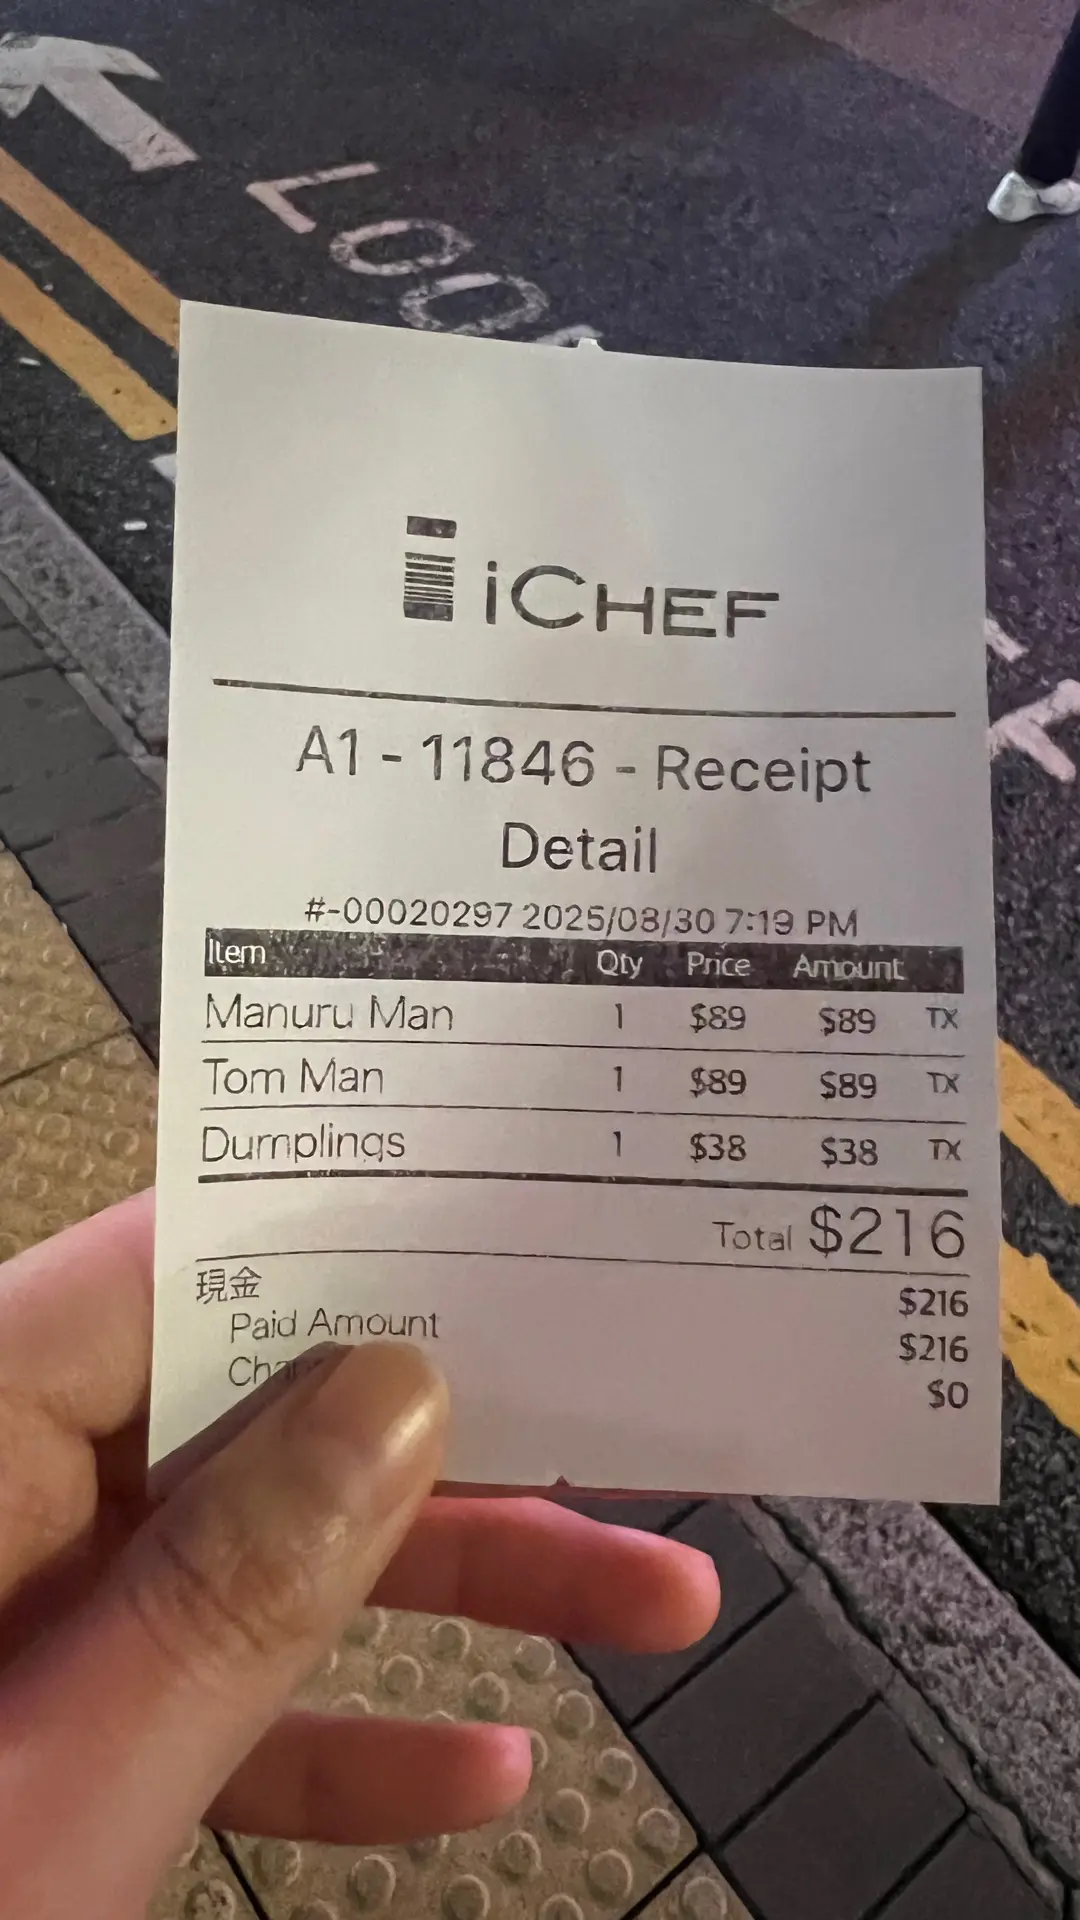 LOO
iCHEF
A1 - 11846 - Receipt
Detail
#-00020297 2025/08/30 7:19 PM
Item Qty Price Amount
Manuru Man 1 $89 $89 TX
Tom Man 1 $89 $89 TX
Dumplings 1 $38 $38 TX
Total $216
現金 $216
Paid Amount $216
$0